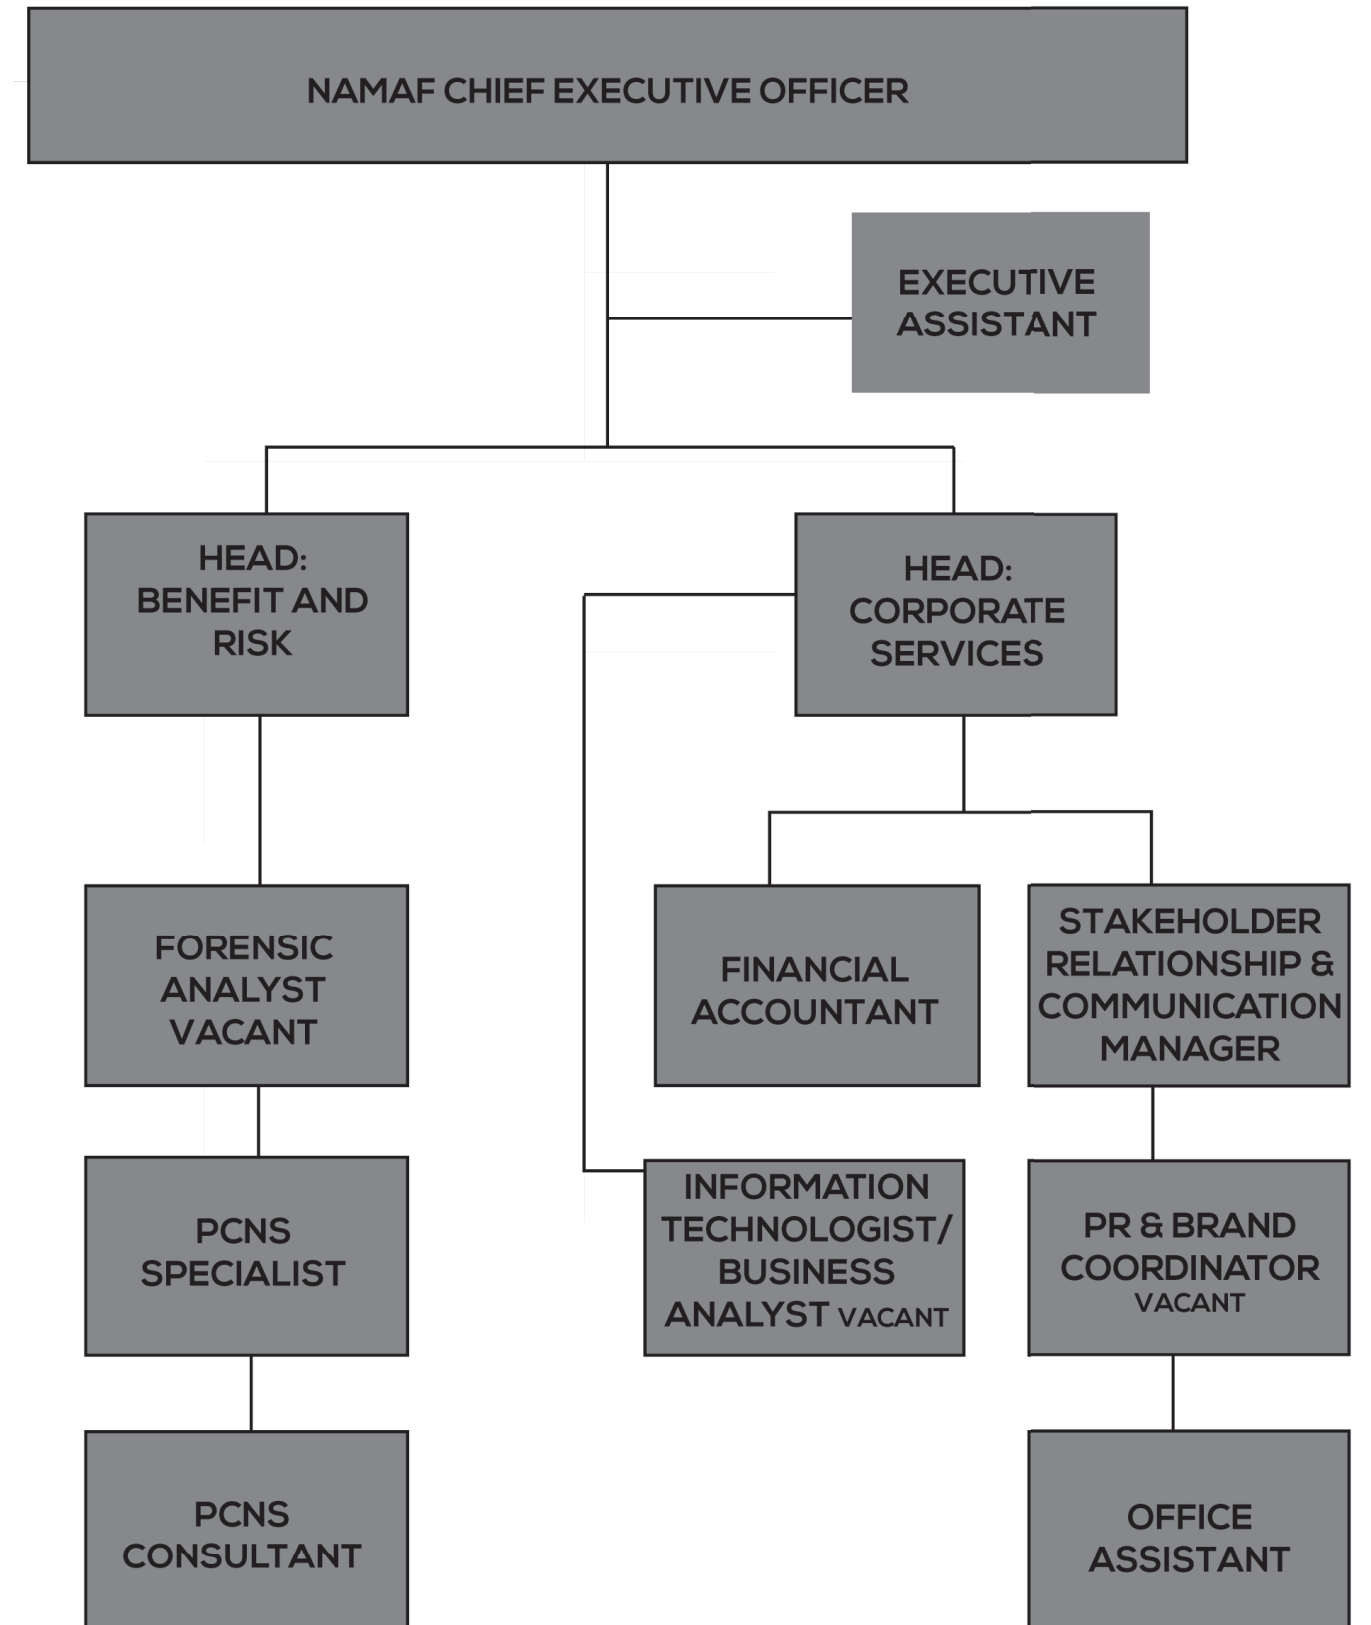 NAMAF CHIEF EXECUTIVE OFFICER
EXECUTIVE
ASSISTANT
HEAD:
BENEFIT AND
RISK
HEAD:
CORPORATE
SERVICES
FORENSIC
ANALYST
VACANT
FINANCIAL
ACCOUNTANT
STAKEHOLDER
RELATIONSHIP &
COMMUNICATION
MANAGER
PCNS
SPECIALIST
INFORMATION
TECHNOLOGIST/
BUSINESS
ANALYST VACANT
PR & BRAND
COORDINATOR
VACANT
PCNS
CONSULTANT
OFFICE
ASSISTANT